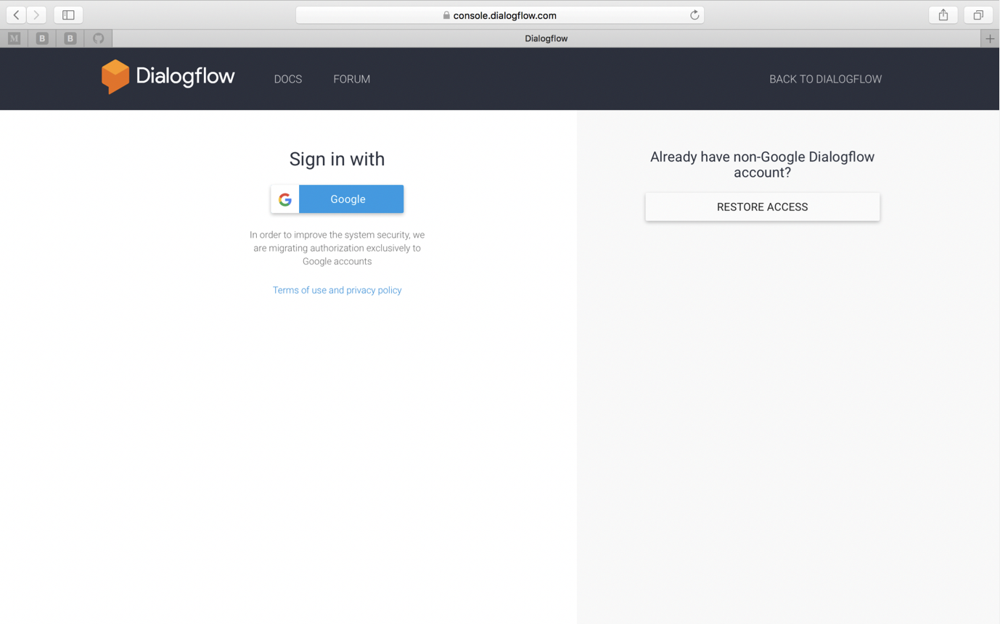 console.dialogflow.com
M
B
B
Dialogflow
Dialogflow
DOCS
FORUM
BACK TO DIALOGFLOW
Sign in with
Google
In order to improve the system security, we
are migrating authorization exclusively to
Google accounts
Terms of use and privacy policy
Already have non-Google Dialogflow
account?
RESTORE ACCESS